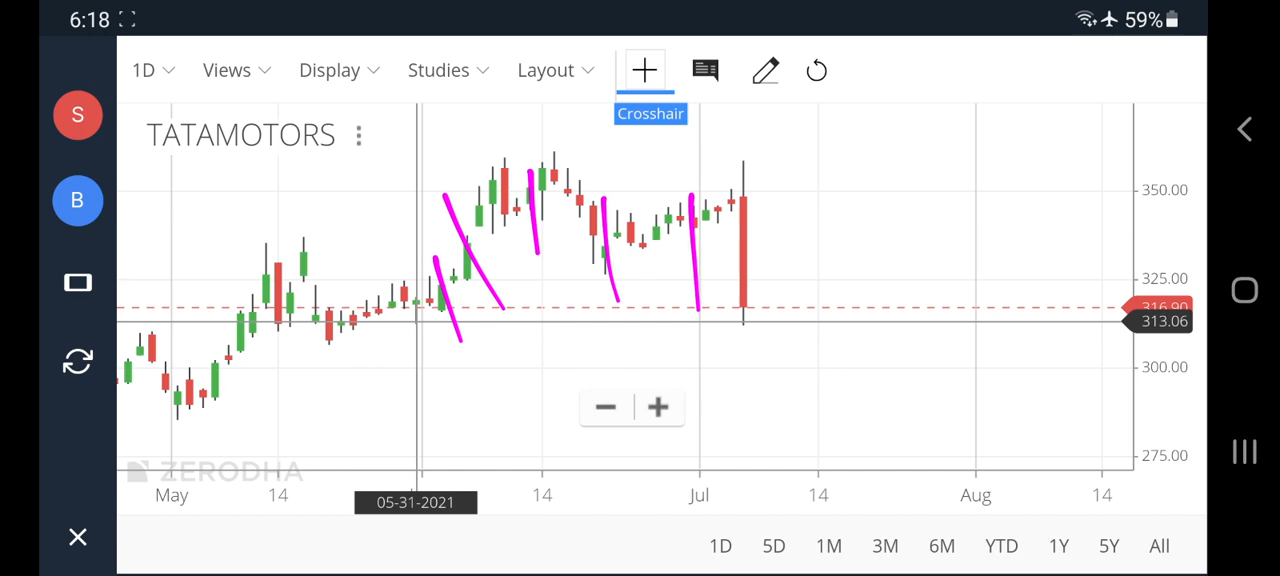 6:18 59%
1D Views Display Studies Layout
Crosshair
S
TATAMOTORS
B
350.00
325.00
316.90
313.06
300.00
275.00
ZERODHA
May 14 05-31-2021 14 Jul 14 Aug 14
1D 5D 1M 3M 6M YTD 1Y 5Y All